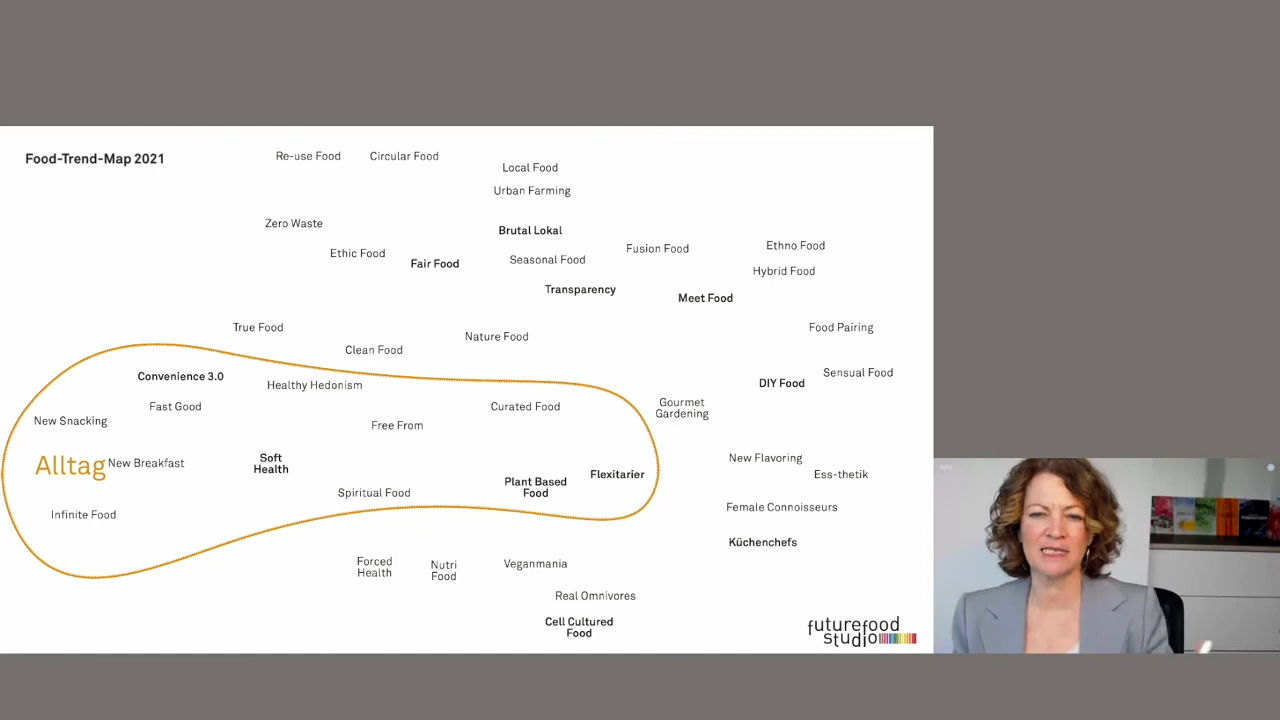 Food-Trend-Map 2021
Re-use Food
Circular Food
Local Food
Urban Farming
Zero Waste
Brutal Lokal
Ethic Food
Fair Food
Seasonal Food
Fusion Food
Ethno Food
Hybrid Food
Transparency
Meet Food
True Food
Clean Food
Nature Food
Food Pairing
Convenience 3.0
Healthy Hedonism
DIY Food
Sensual Food
New Snacking
Fast Good
Free From
Curated Food
Gourmet
Gardening
Alltag
New Breakfast
Soft
Health
Spiritual Food
Plant Based
Food
Flexitarier
New Flavoring
Ess-thetik
Infinite Food
Female Connoisseurs
Küchenchefs
Forced
Health
Nutri
Food
Veganmania
Real Omnivores
Cell Cultured
Food
futurefood
studio